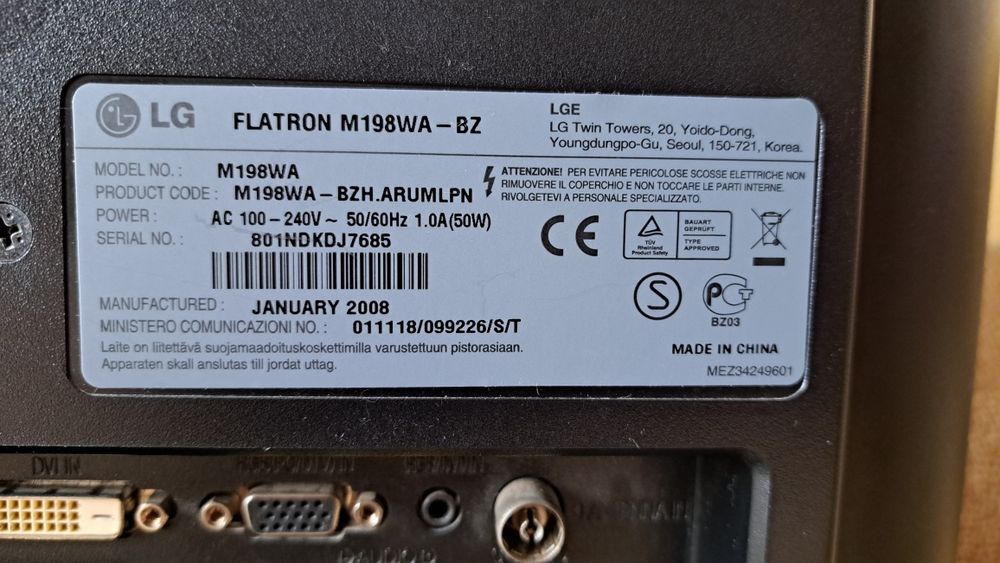 LG
FLATRON M198WA-BZ
LGE
LG Twin Towers, 20, Yoido-Dong,
Youngdungpo-Gu, Seoul, 150-721, Korea.
MODEL NO. : M198WA
PRODUCT CODE : M198WA-BZH.ARUMLPN
POWER : AC 100-240V~ 50/60Hz 1.0A(50W)
SERIAL NO. : 801NDKDJ7685
ATTENZIONE! PER EVITARE PERICOLOSE SCOSSE ELETTRICHE NON
RIMUOVERE IL COPERCHIO E NON TOCCARE LE PARTI INTERNE.
RIVOLGETEVI A PERSONALE SPECIALIZZATO.
CE
TÜV
Rheinland
Product Safety
BAUART
GEPRÜFT
TYPE
APPROVED
S
PCT
BZ03
MANUFACTURED : JANUARY 2008
MINISTERO COMUNICAZIONI NO. : 011118/099226/S/T
Laite on liitettävä suojamaadoituskoskettimilla varustettuun pistorasiaan.
Apparaten skall anslutas till jordat uttag.
MADE IN CHINA
MEZ34249601
DVI IN